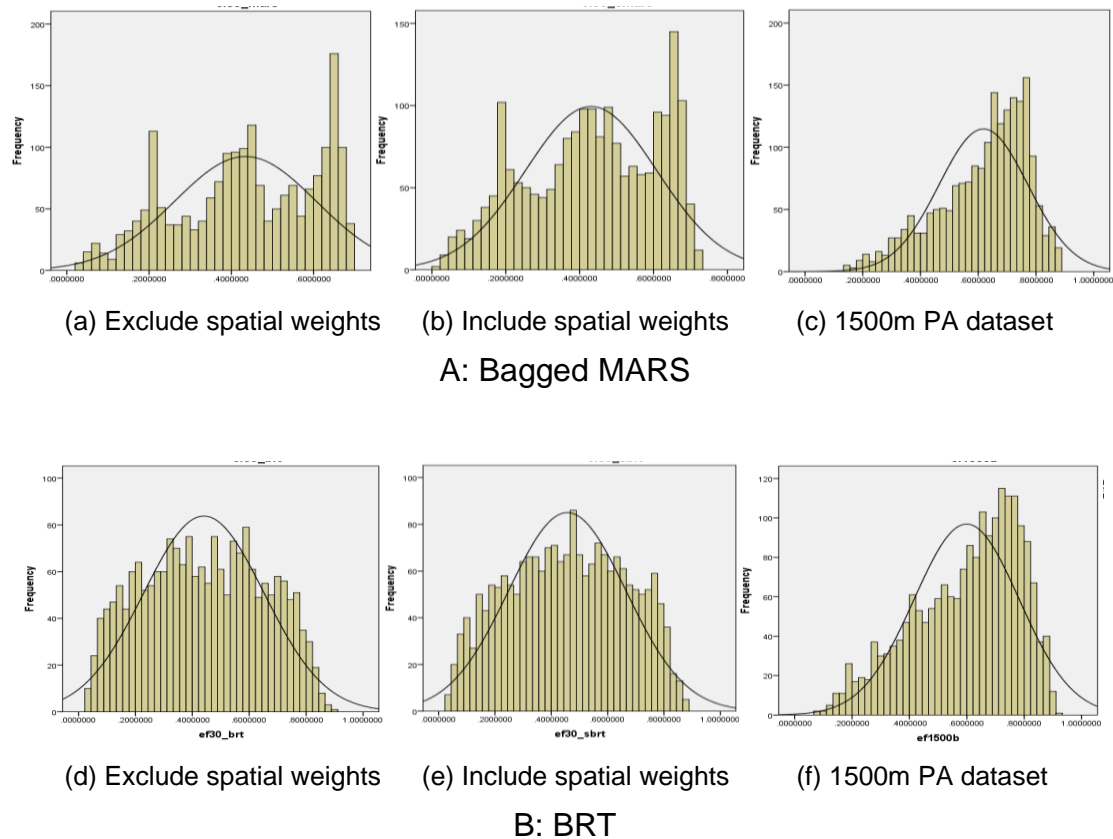 200
150
100
50
0
Frequency
.0000000 .2000000 .4000000 .6000000
150
100
50
0
Frequency
.0000000 .2000000 .4000000 .6000000 .8000000
200
150
100
50
0
Frequency
.0000000 .2000000 .4000000 .6000000 .8000000 1.0000000
(a) Exclude spatial weights
(b) Include spatial weights
(c) 1500m PA dataset
A: Bagged MARS
100
80
60
40
20
0
Frequency
.0000000 .2000000 .4000000 .6000000 .8000000 1.0000000
ef30_brt
100
80
60
40
20
0
Frequency
.0000000 .2000000 .4000000 .6000000 .8000000 1.0000000
ef30_sbrt
120
100
80
60
40
20
0
Frequency
.0000000 .2000000 .4000000 .6000000 .8000000 1.0000000
ef1500b
(d) Exclude spatial weights
(e) Include spatial weights
(f) 1500m PA dataset
B: BRT